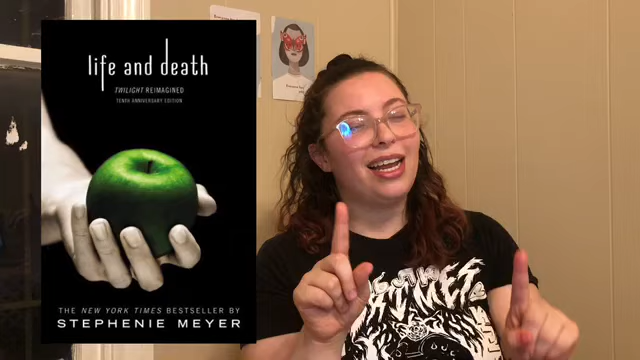 life and death
TWILIGHT REIMAGINED
TENTH ANNIVERSARY EDITION
THE NEW YORK TIMES BESTSELLER BY
STEPHENIE MEYER